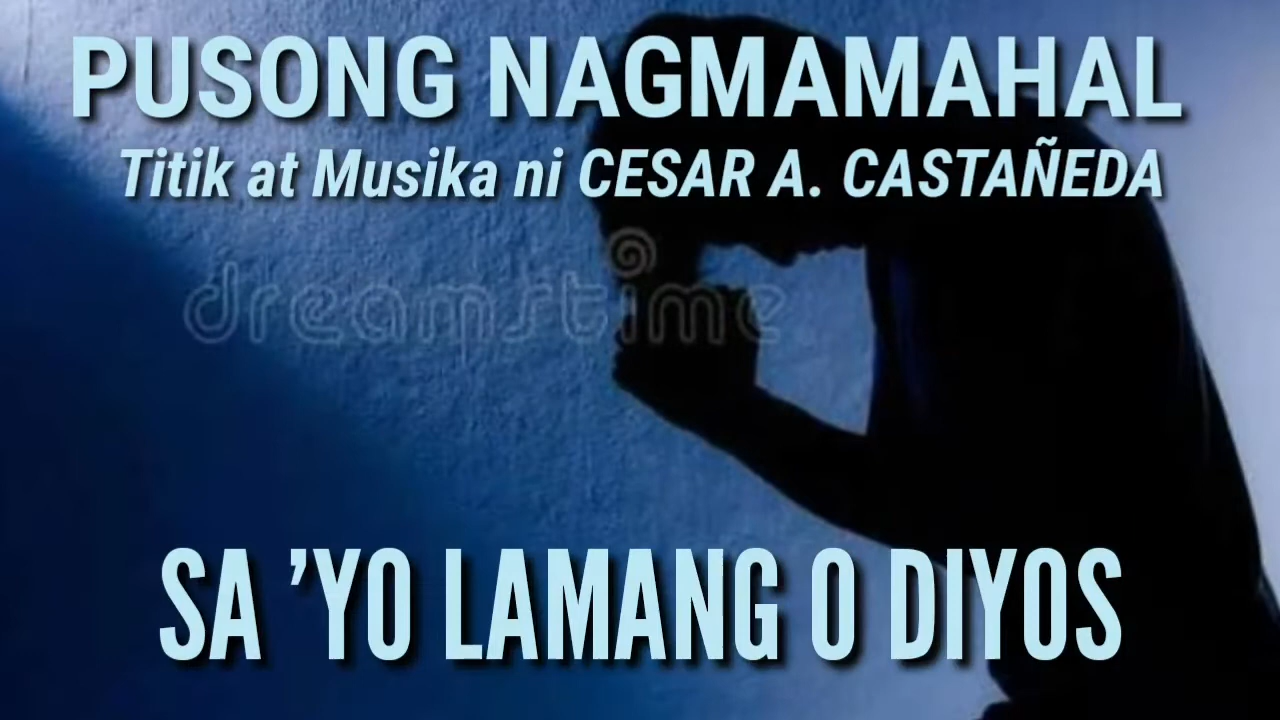 PUSONG NAGMAMAHAL
Titik at Musika ni CESAR A. CASTAÑEDA
dreamstime
SA ’YO LAMANG O DIYOS